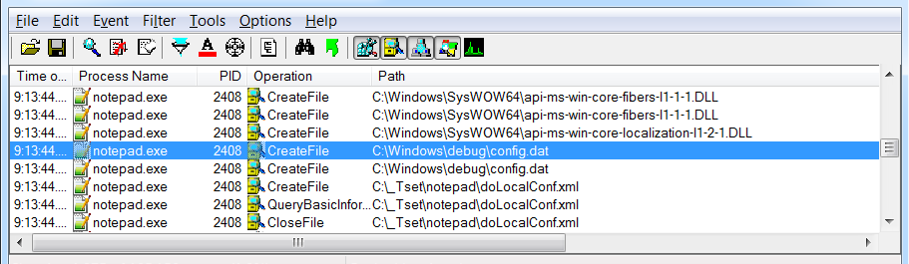 File Edit Event Filter Tools Options Help
Time o... Process Name PID Operation Path
9:13:44.... notepad.exe 2408 CreateFile C:\Windows\SysWOW64\api-ms-win-core-fibers-l1-1-1.DLL
9:13:44.... notepad.exe 2408 CreateFile C:\Windows\SysWOW64\api-ms-win-core-fibers-l1-1-1.DLL
9:13:44.... notepad.exe 2408 CreateFile C:\Windows\SysWOW64\api-ms-win-core-localization-l1-2-1.DLL
9:13:44.... notepad.exe 2408 CreateFile C:\Windows\debug\config.dat
9:13:44.... notepad.exe 2408 CreateFile C:\Windows\debug\config.dat
9:13:44.... notepad.exe 2408 CreateFile C:\_Tset\notepad\doLocalConf.xml
9:13:44.... notepad.exe 2408 QueryBasicInfor... C:\_Tset\notepad\doLocalConf.xml
9:13:44.... notepad.exe 2408 CloseFile C:\_Tset\notepad\doLocalConf.xml